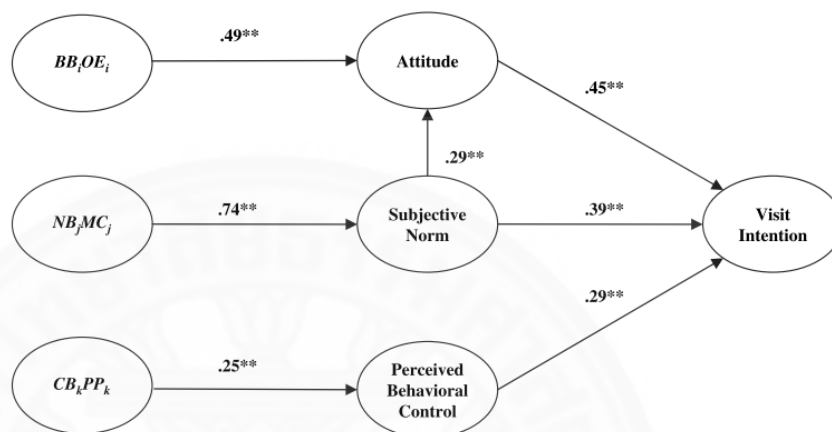 .49**
BBᵢOEᵢ
Attitude
.45**
.29**
NBⱼMCⱼ
.74**
Subjective
Norm
.39**
Visit
Intention
.29**
CBₖPPₖ
.25**
Perceived
Behavioral
Control